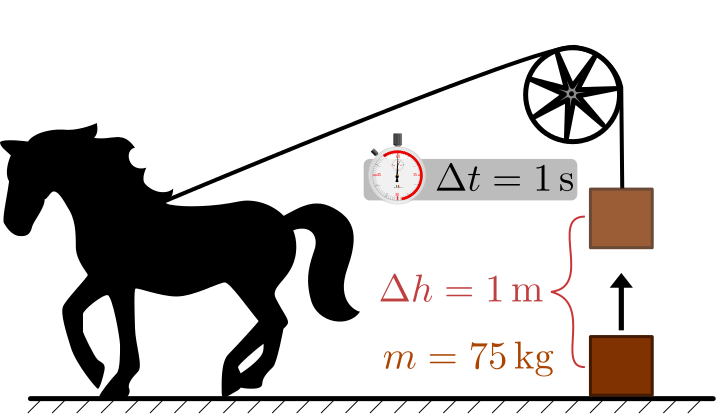 Δt = 1 s
Δh = 1 m
m = 75 kg